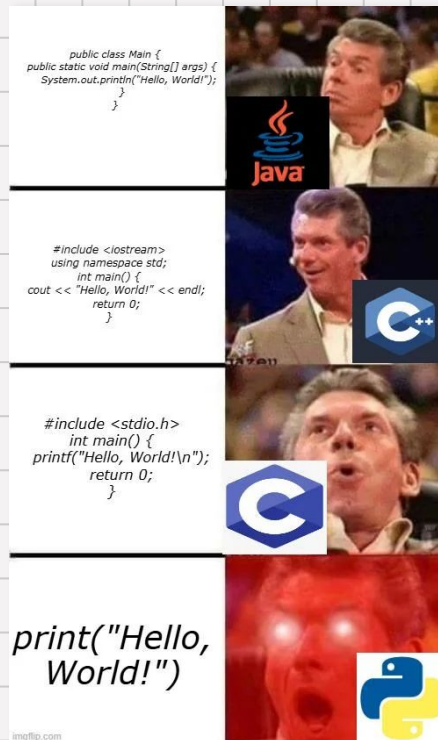 public class Main {
public static void main(String[] args) {
System.out.println("Hello, World!");
}
}
Java
#include <iostream>
using namespace std;
int main() {
cout << "Hello, World!" << endl;
return 0;
}
C++
#include <stdio.h>
int main() {
printf("Hello, World!\n");
return 0;
}
C
print("Hello,
World!")
imgflip.com